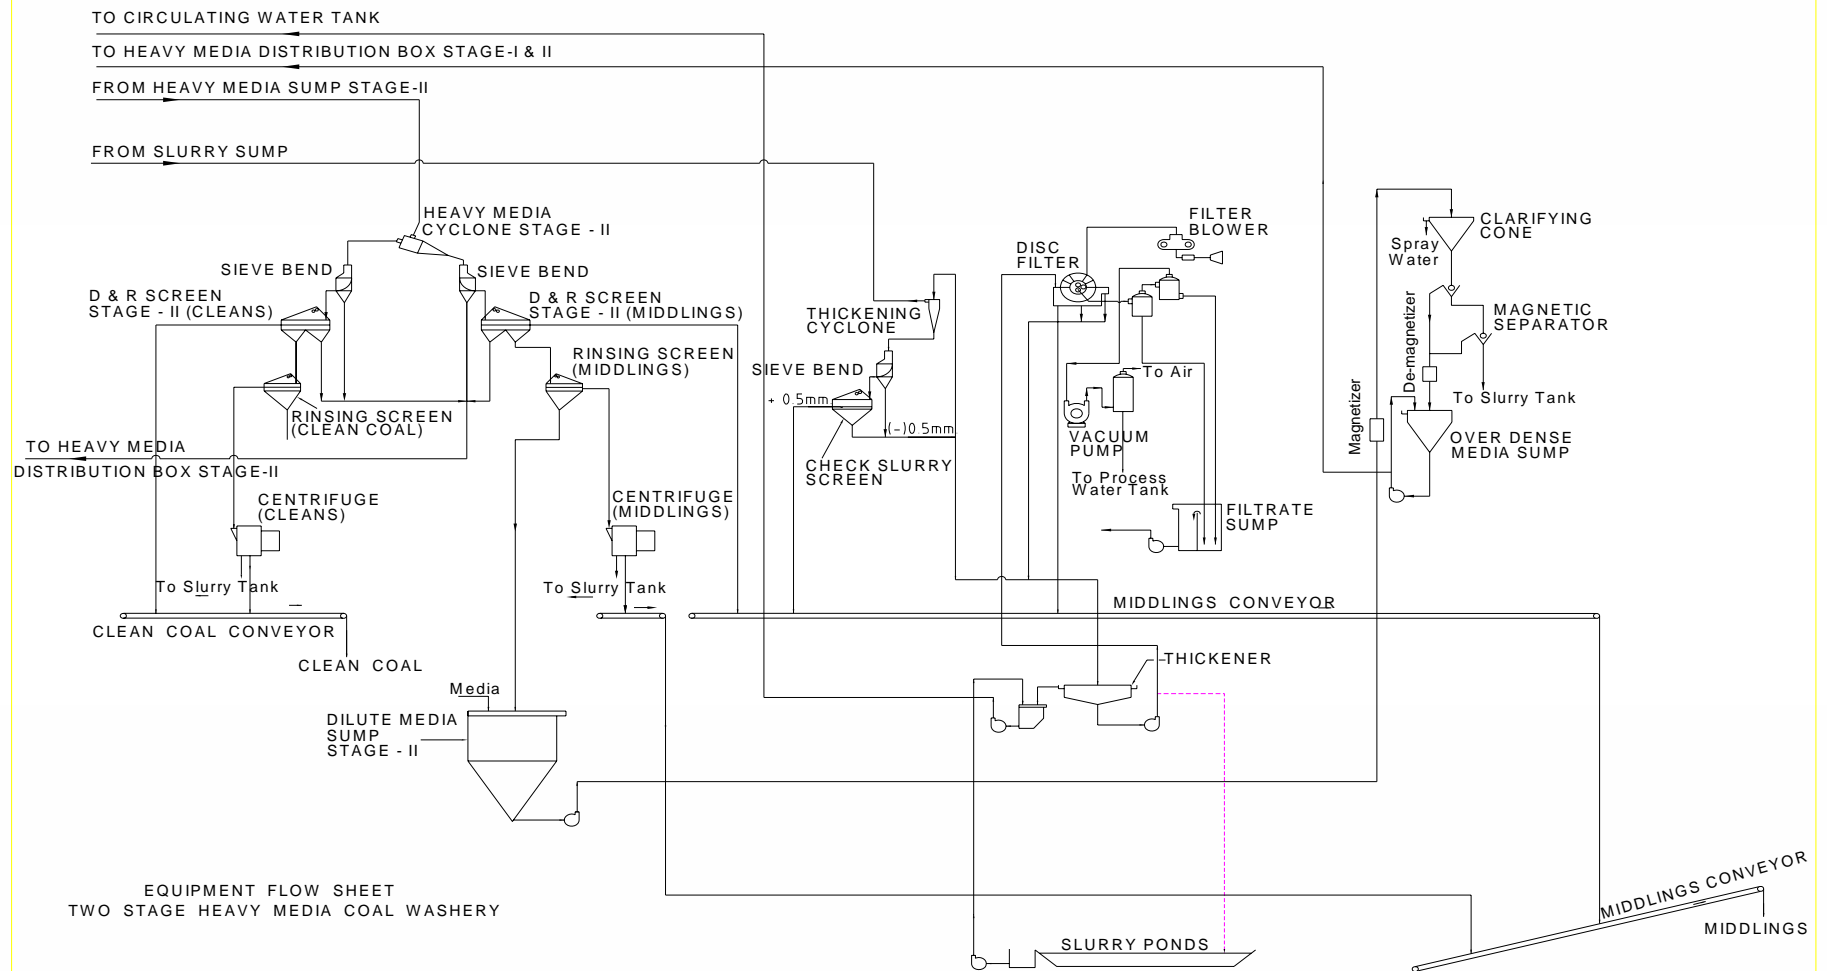 TO CIRCULATING WATER TANK
TO HEAVY MEDIA DISTRIBUTION BOX STAGE-I & II
FROM HEAVY MEDIA SUMP STAGE-II
FROM SLURRY SUMP
HEAVY MEDIA
CYCLONE STAGE - II
SIEVE BEND
SIEVE BEND
D & R SCREEN
STAGE - II (CLEANS)
D & R SCREEN
STAGE - II (MIDDLINGS)
RINSING SCREEN
(MIDDLINGS)
RINSING SCREEN
(CLEAN COAL)
TO HEAVY MEDIA
DISTRIBUTION BOX STAGE-II
CENTRIFUGE
(CLEANS)
CENTRIFUGE
(MIDDLINGS)
To Slurry Tank
To Slurry Tank
CLEAN COAL CONVEYOR
CLEAN COAL
Media
DILUTE MEDIA
SUMP
STAGE - II
THICKENING
CYCLONE
SIEVE BEND
+ 0.5mm
(-)0.5mm
CHECK SLURRY
SCREEN
DISC
FILTER
FILTER
BLOWER
To Air
VACUUM
PUMP
To Process
Water Tank
FILTRATE
SUMP
MIDDLINGS CONVEYOR
THICKENER
CLARIFYING
CONE
Spray
Water
MAGNETIC
SEPARATOR
De-magnetizer
To Slurry Tank
Magnetizer
OVER DENSE
MEDIA SUMP
SLURRY PONDS
MIDDLINGS CONVEYOR
MIDDLINGS
EQUIPMENT FLOW SHEET
TWO STAGE HEAVY MEDIA COAL WASHERY